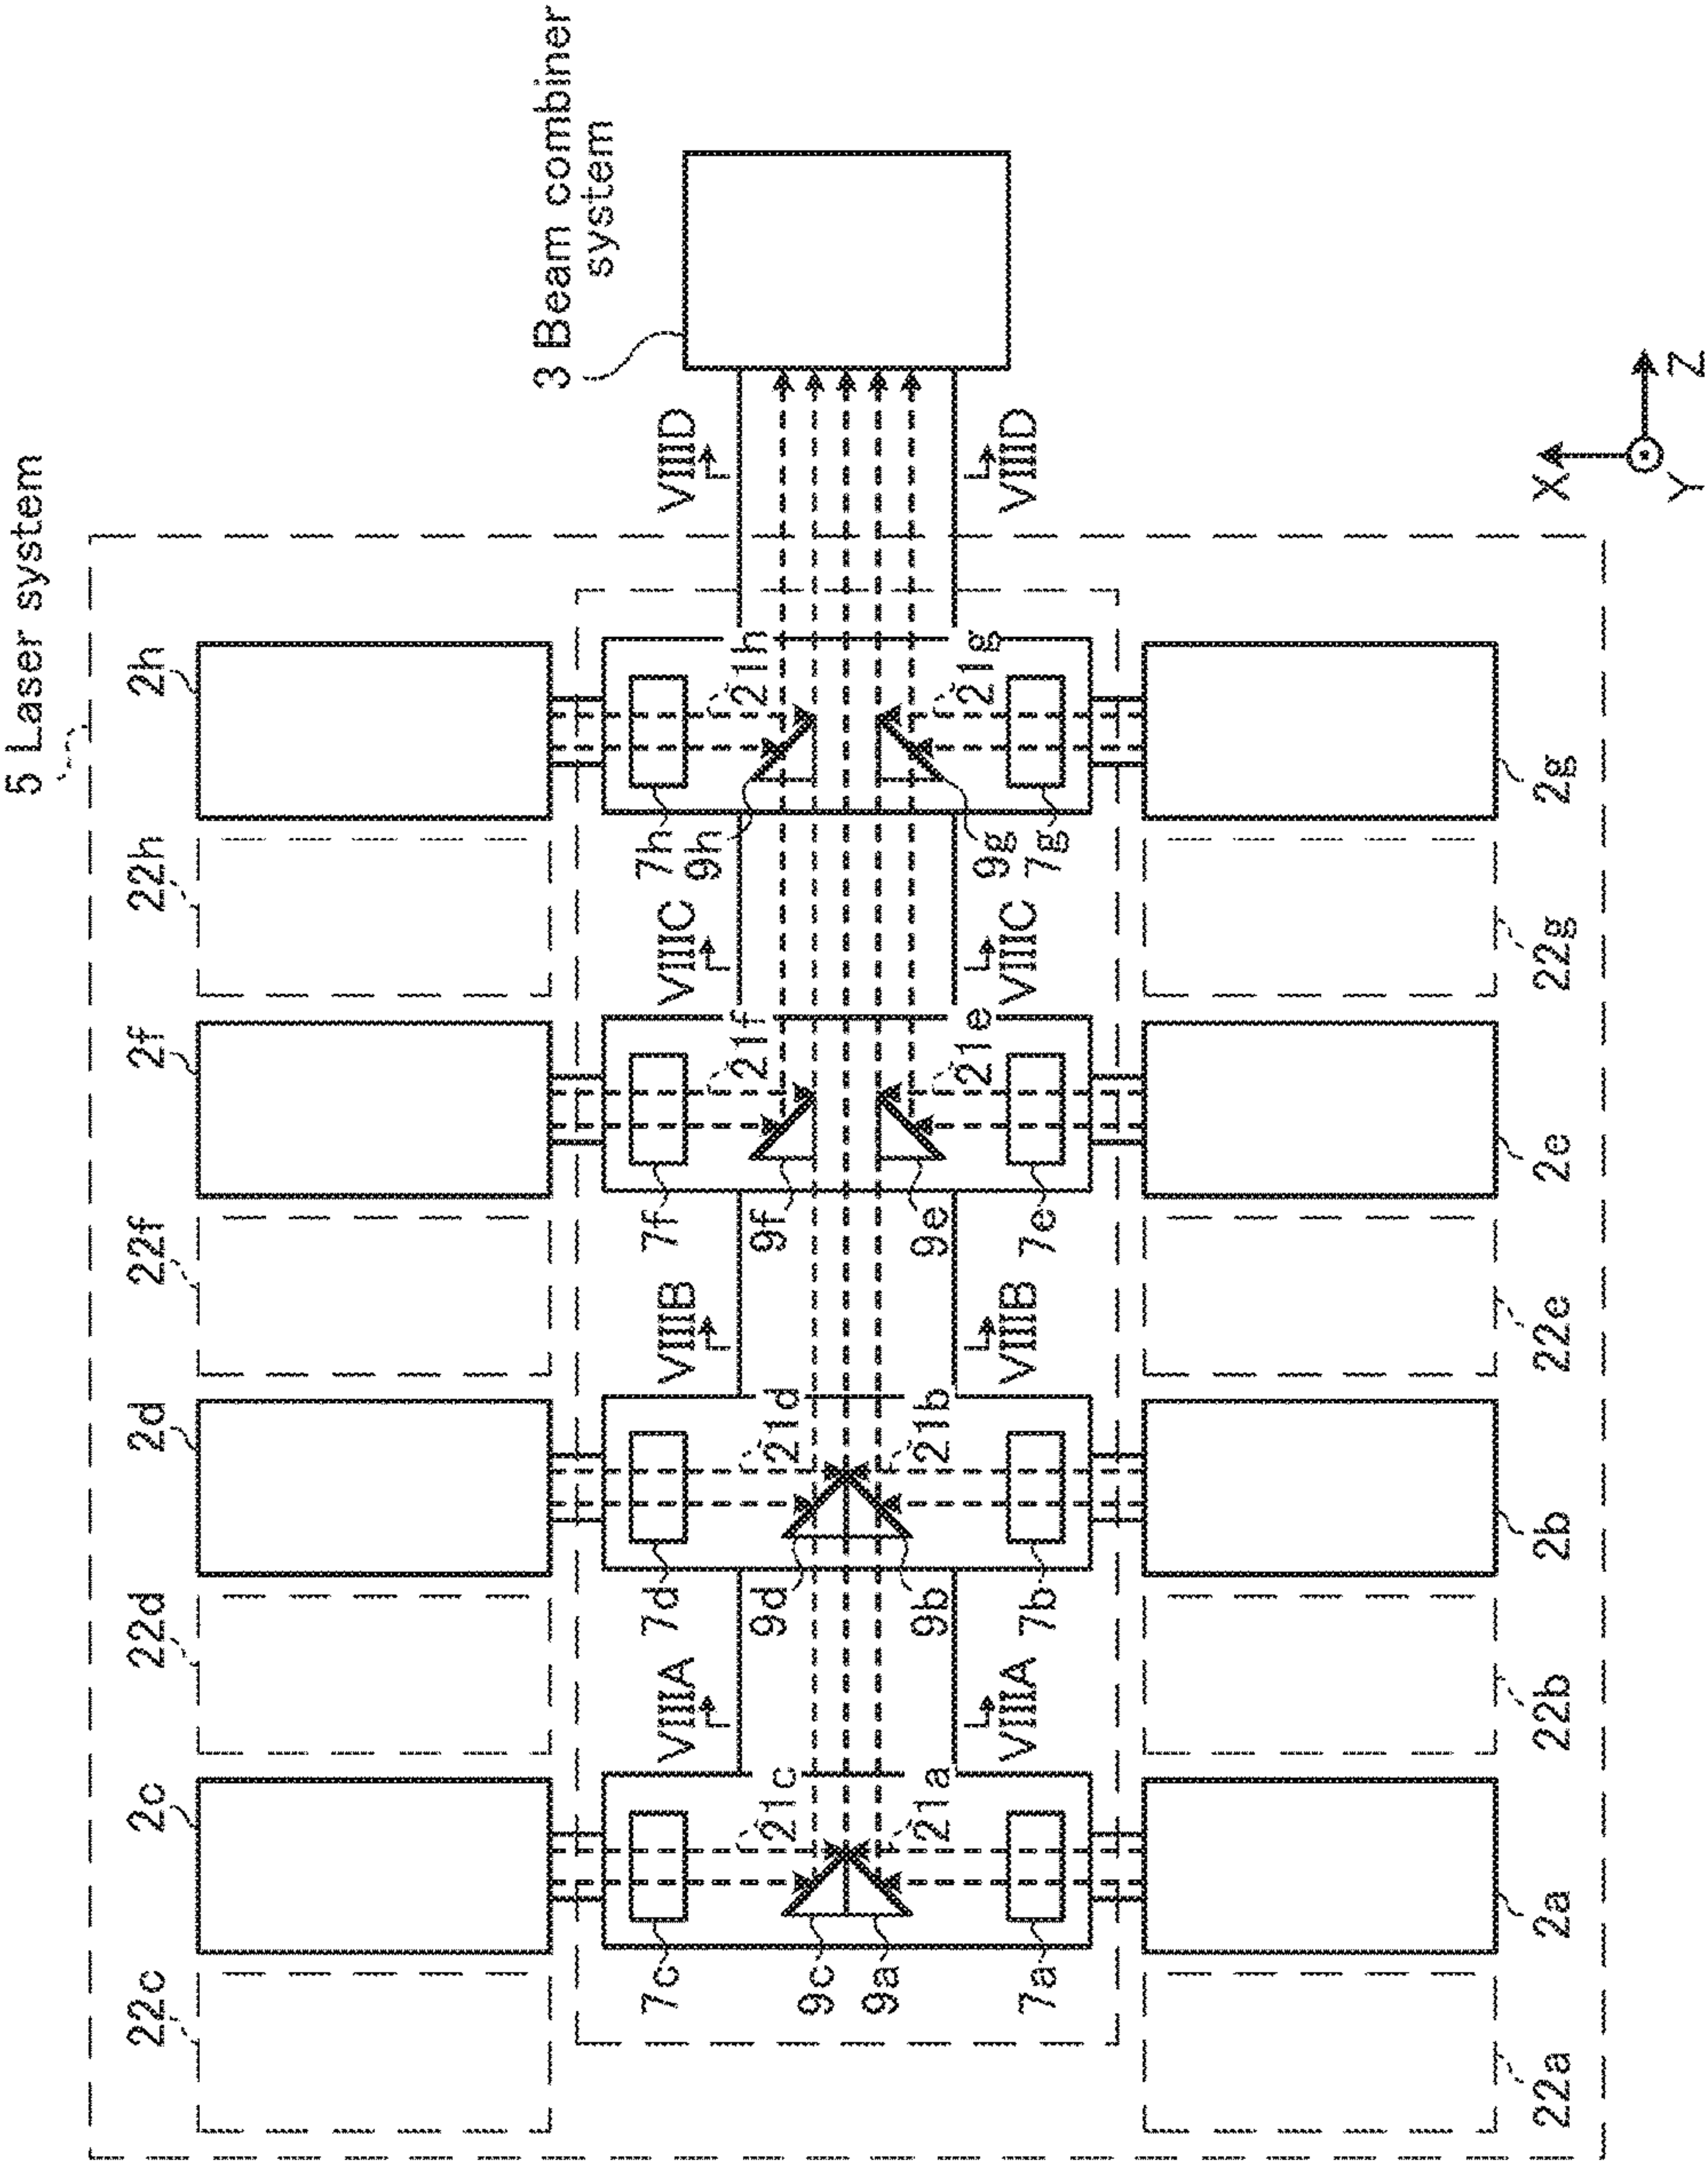 5 Laser system
3 Beam combiner
system
22c
2c
22d
2d
22f
2f
22h
2h
7c
9c
9a
7a
21c
21a
VIIIA
VIIIA
7d
9d
9b
7b
21d
21b
VIIIB
VIIIB
7f
9f
9e
7e
21f
21e
VIIIC
VIIIC
7h
9h
9g
7g
21h
21g
VIIID
VIIID
22a
2a
22b
2b
22e
2e
22g
2g
X
Y
Z